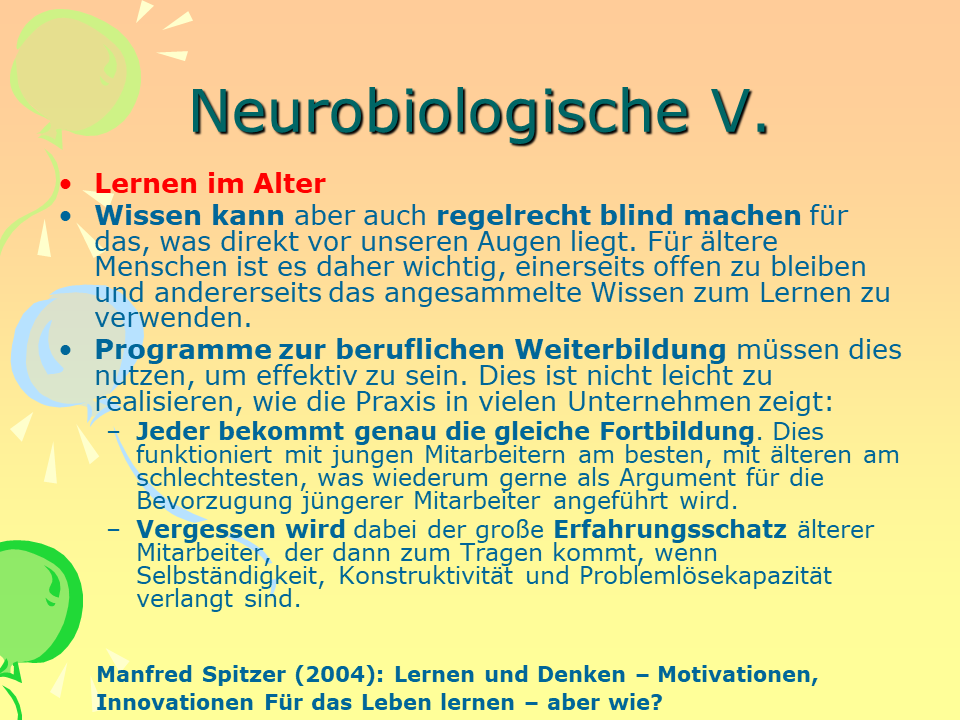 Neurobiologische V.
• Lernen im Alter
• Wissen kann aber auch regelrecht blind machen für
das, was direkt vor unseren Augen liegt. Für ältere
Menschen ist es daher wichtig, einerseits offen zu bleiben
und andererseits das angesammelte Wissen zum Lernen zu
verwenden.
• Programme zur beruflichen Weiterbildung müssen dies
nutzen, um effektiv zu sein. Dies ist nicht leicht zu
realisieren, wie die Praxis in vielen Unternehmen zeigt:
– Jeder bekommt genau die gleiche Fortbildung. Dies
funktioniert mit jungen Mitarbeitern am besten, mit älteren am
schlechtesten, was wiederum gerne als Argument für die
Bevorzugung jüngerer Mitarbeiter angeführt wird.
– Vergessen wird dabei der große Erfahrungsschatz älterer
Mitarbeiter, der dann zum Tragen kommt, wenn
Selbständigkeit, Konstruktivität und Problemlösekapazität
verlangt sind.
Manfred Spitzer (2004): Lernen und Denken – Motivationen,
Innovationen Für das Leben lernen – aber wie?